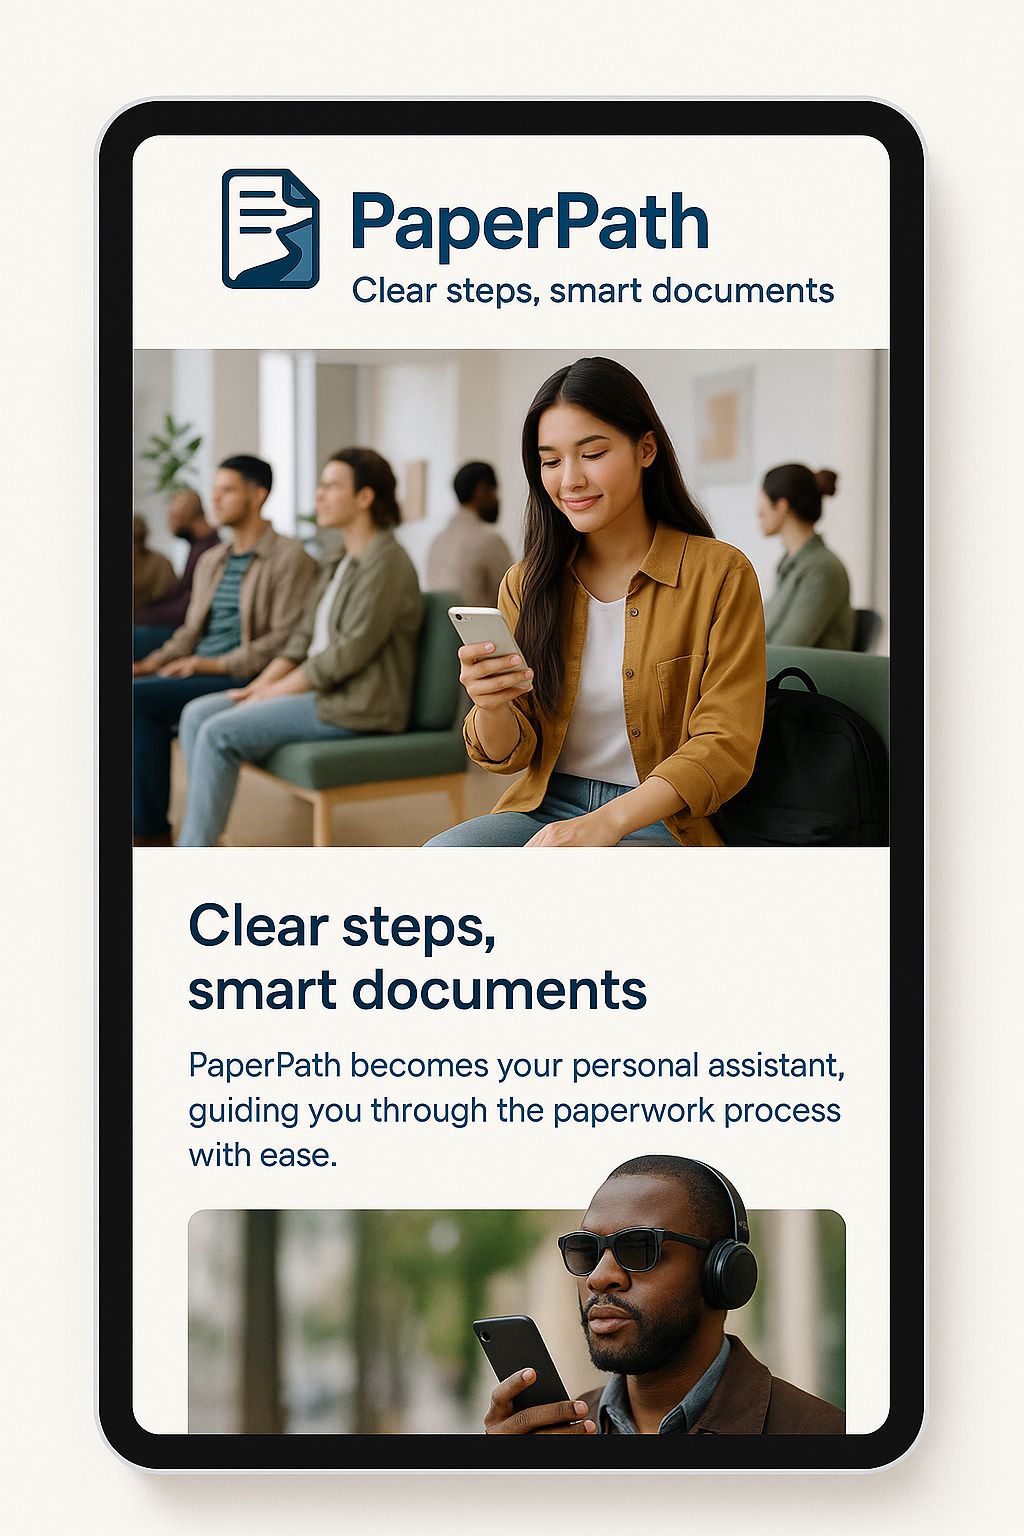 PaperPath
Clear steps, smart documents
Clear steps,
smart documents
PaperPath becomes your personal assistant,
guiding you through the paperwork process
with ease.